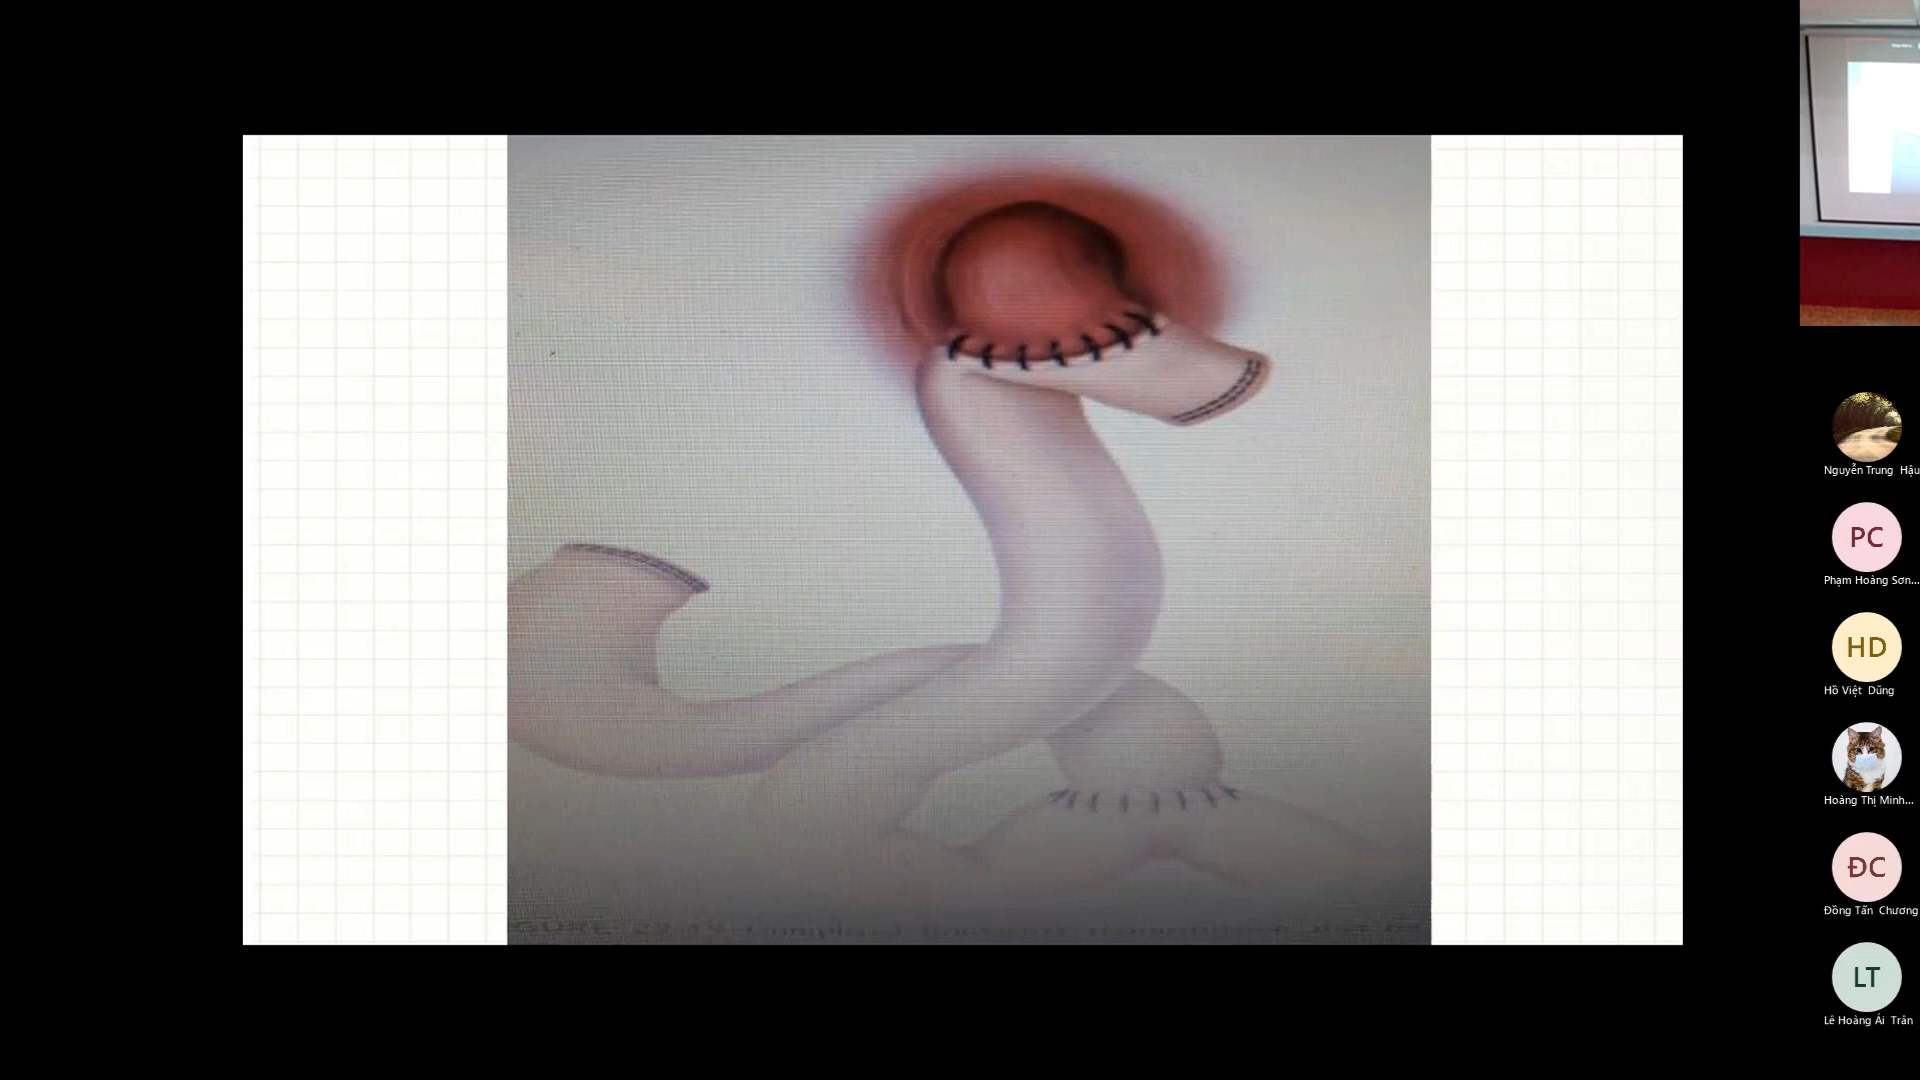 Nguyễn Trung Hậu
PC
Phạm Hoàng Sơn...
HD
Hồ Việt Dũng
Hoàng Thị Minh...
ĐC
Đồng Tấn Chương
LT
Lê Hoàng Ái Trân